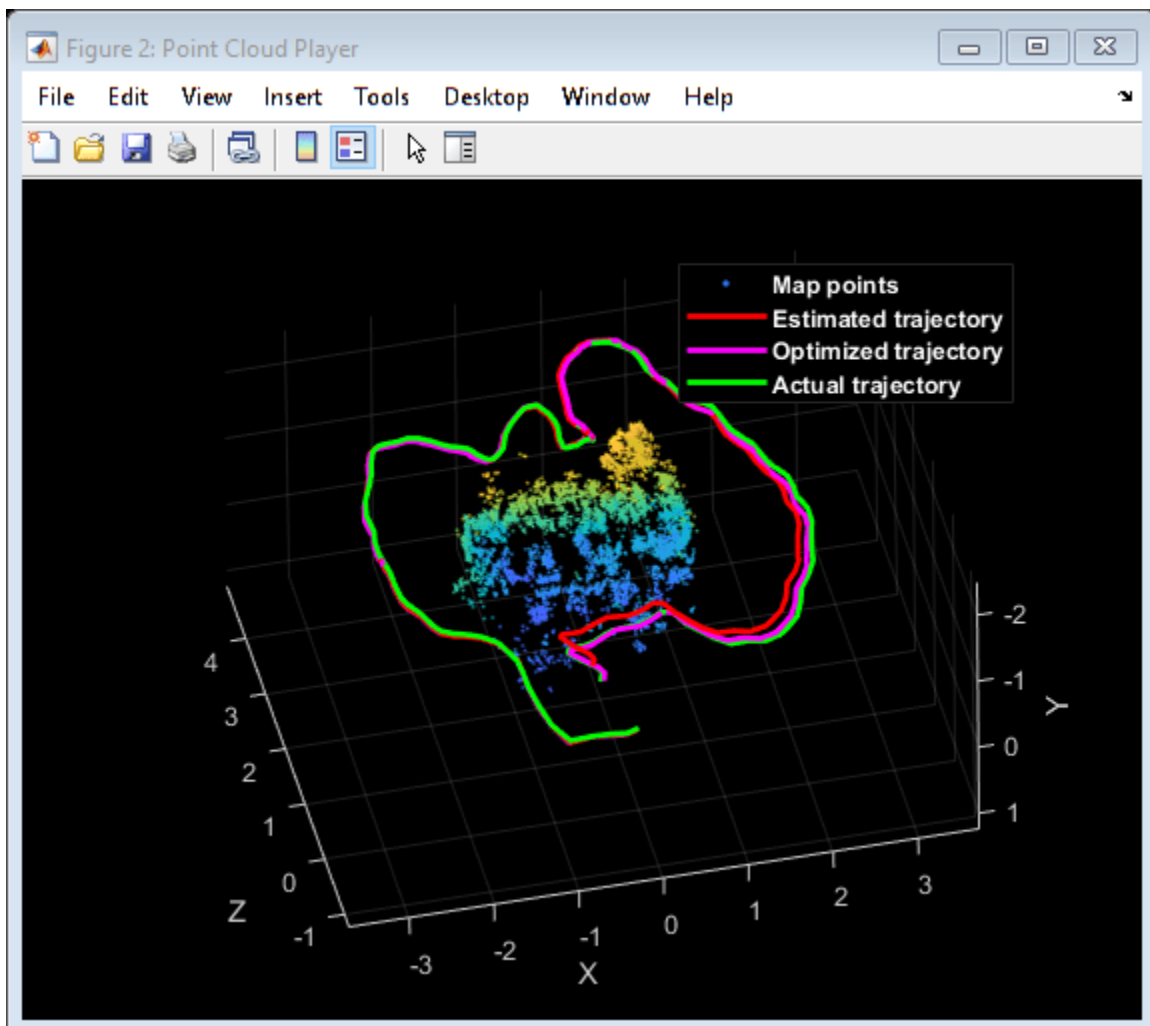 Figure 2: Point Cloud Player
File Edit View Insert Tools Desktop Window Help
Map points
Estimated trajectory
Optimized trajectory
Actual trajectory
4
3
2
1
0
-1
Z
-3
-2
-1
0
1
2
3
X
-2
-1
0
1
Y